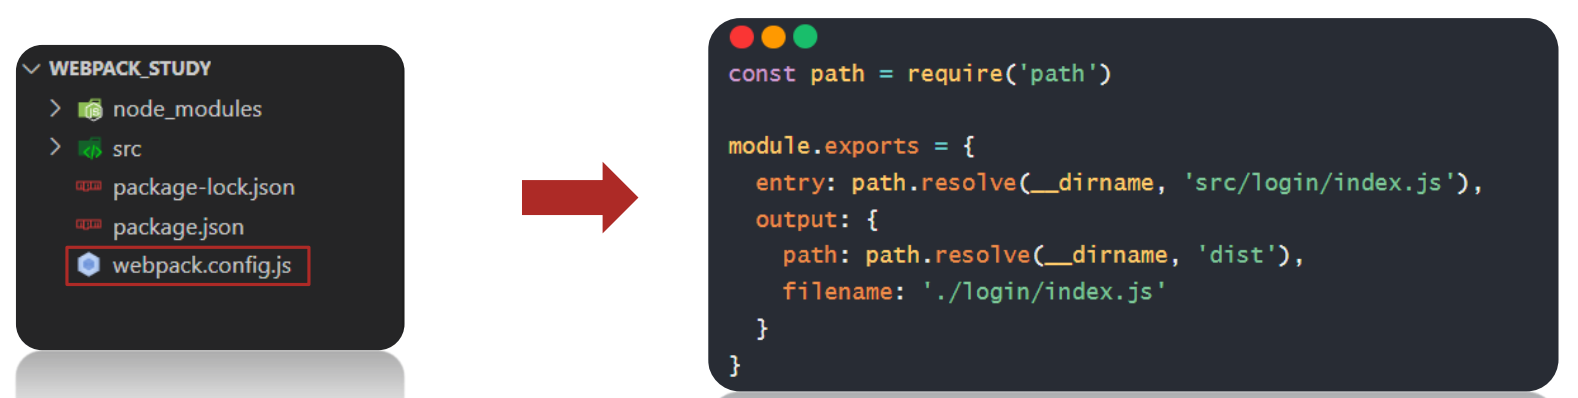 WEBPACK_STUDY
node_modules
src
package-lock.json
package.json
webpack.config.js
const path = require('path')
module.exports = {
  entry: path.resolve(__dirname, 'src/login/index.js'),
  output: {
    path: path.resolve(__dirname, 'dist'),
    filename: './login/index.js'
  }
}